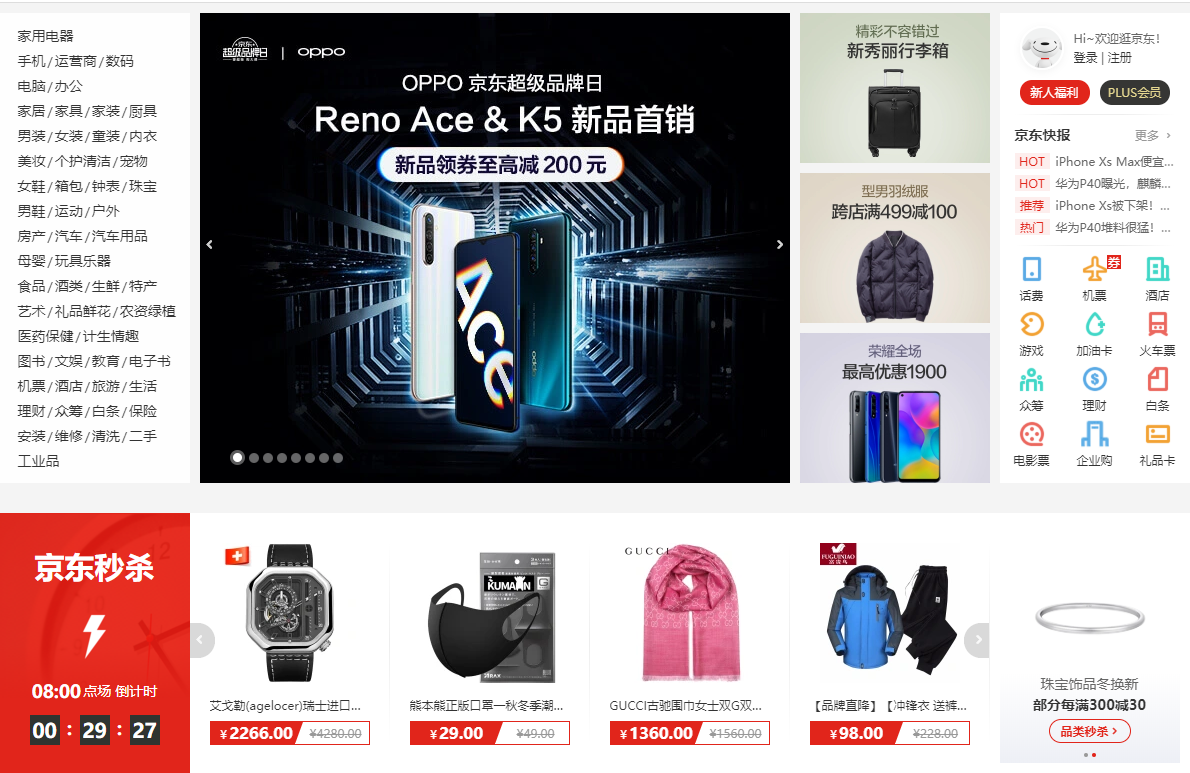 家用电器
手机/运营商/数码
电脑/办公
家居/家具/家装/厨具
男装/女装/童装/内衣
美妆/个护清洁/宠物
女鞋/箱包/钟表/珠宝
男鞋/运动/户外
房产/汽车/汽车用品
母婴/玩具乐器
食品/酒类/生鲜/特产
艺术/礼品鲜花/农资绿植
医药保健/计生情趣
图书/文娱/教育/电子书
机票/酒店/旅游/生活
理财/众筹/白条/保险
安装/维修/清洗/二手
工业品
京东
超级品牌日 | oppo
OPPO 京东超级品牌日
Reno Ace & K5 新品首销
新品领券至高减 200 元
ACE
oppo
精彩不容错过
新秀丽行李箱
型男羽绒服
跨店满499减100
荣耀全场
最高优惠1900
Hi~欢迎逛京东!
登录 | 注册
新人福利 PLUS会员
京东快报 更多 >
HOT iPhone Xs Max便宜...
HOT 华为P40曝光，麒麟...
推荐 iPhone Xs被下架！...
热门 华为P40堆料很猛！...
券
话费 机票 酒店
游戏 加油卡 火车票
众筹 理财 白条
电影票 企业购 礼品卡
京东秒杀
08:00 点场 倒计时
00 : 29 : 27
艾戈勒(agelocer)瑞士进口...
¥ 2266.00 ¥4280.00
KUMAMON
熊本熊正版口罩一秋冬季潮...
¥ 29.00 ¥49.00
GUCCI
GUCCI古驰围巾女士双G双...
¥ 1360.00 ¥1560.00
FUGUINIAO
富贵鸟
【品牌直降】【冲锋衣 送裤...
¥ 98.00 ¥228.00
珠宝饰品冬换新
部分每满300减30
品类秒杀 >